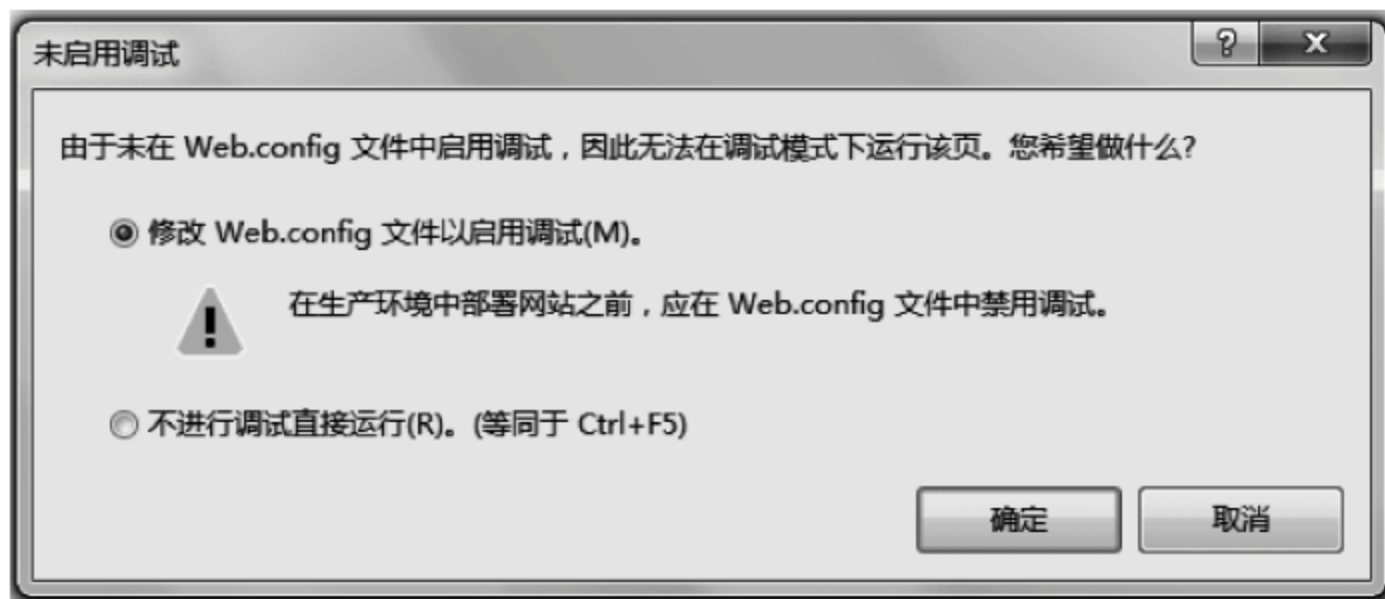 未启用调试
由于未在 Web.config 文件中启用调试，因此无法在调试模式下运行该页。您希望做什么?
修改 Web.config 文件以启用调试(M)。
在生产环境中部署网站之前，应在 Web.config 文件中禁用调试。
不进行调试直接运行(R)。(等同于 Ctrl+F5)
确定 取消